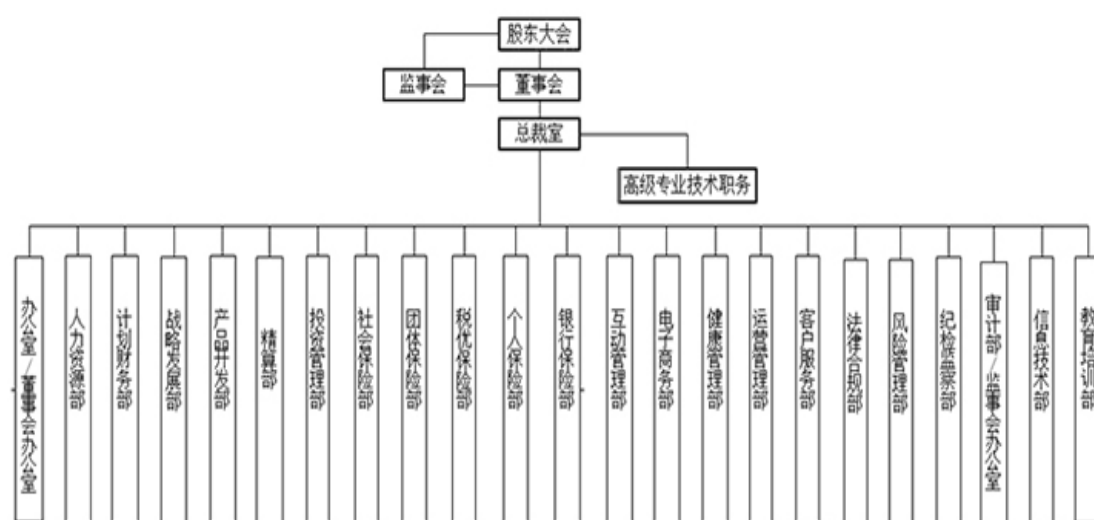 股东大会
监事会
董事会
总裁室
高级专业技术职务
办公室／董事会办公室
人力资源部
计划财务部
战略发展部
产品开发部
精算部
投资管理部
社会保险部
团体保险部
税优保险部
个人保险部
银行保险部
互动管理部
电子商务部
健康管理部
运营管理部
客户服务部
法律合规部
风险管理部
纪检监察部
审计部／监事会办公室
信息技术部
教育培训部